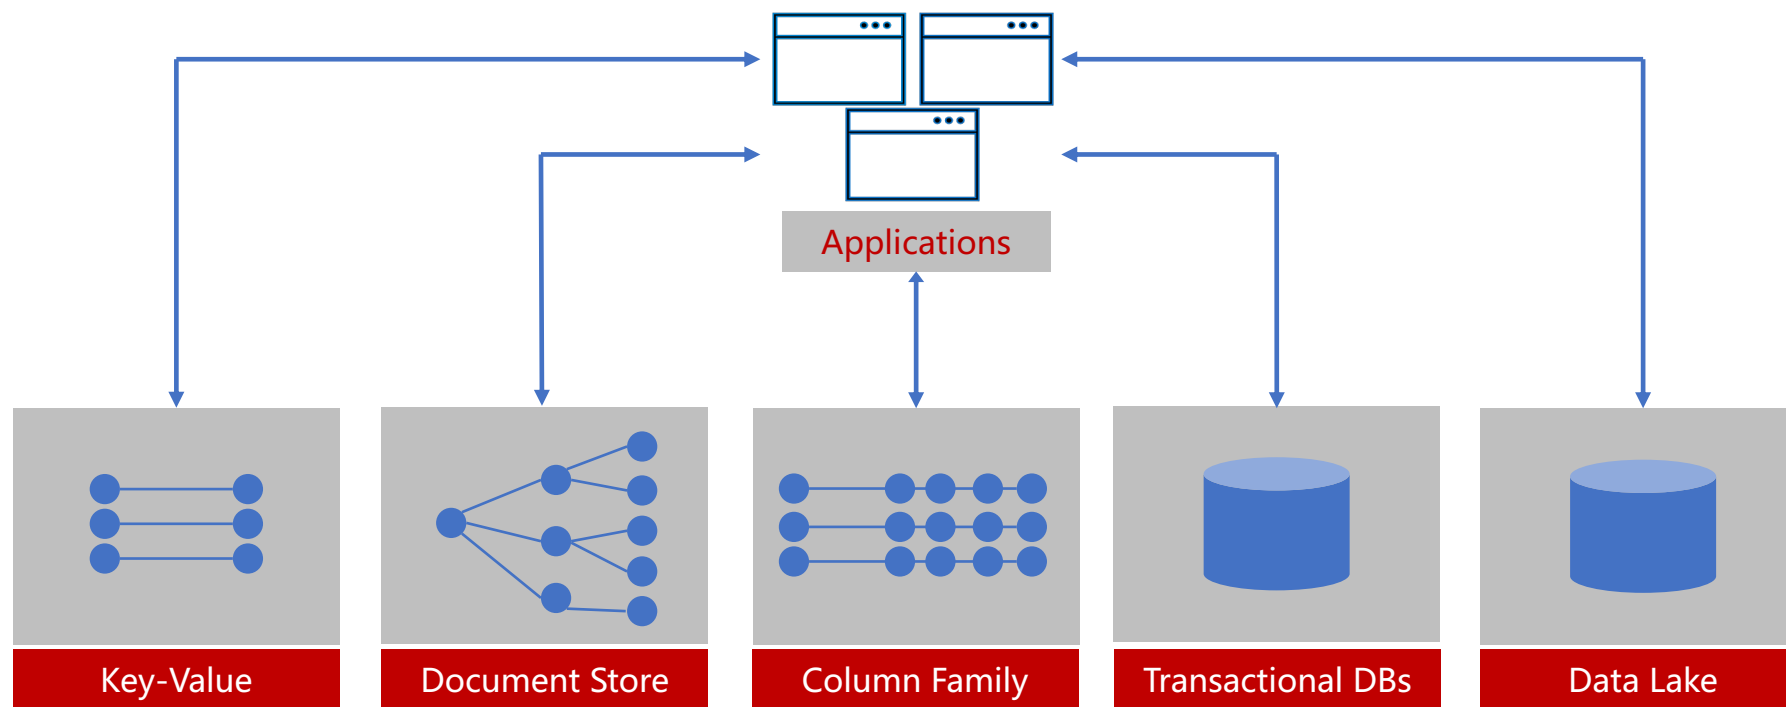 Applications
Key-Value
Document Store
Column Family
Transactional DBs
Data Lake